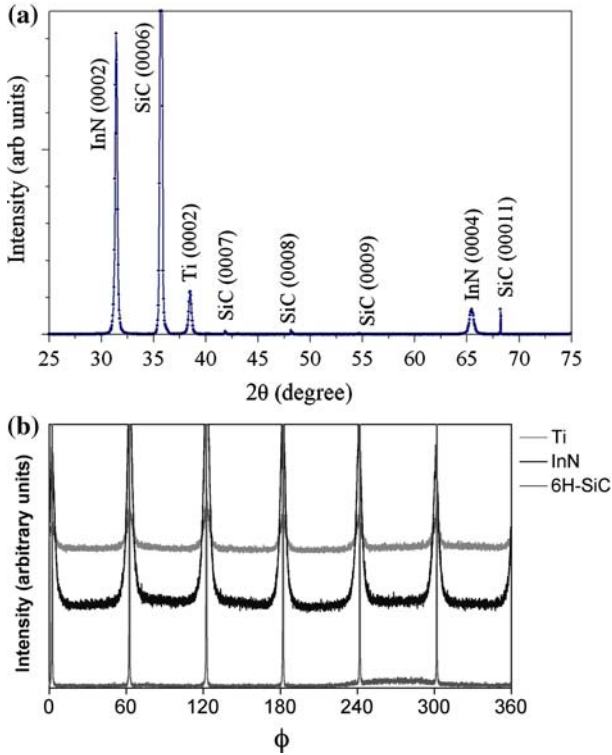 (a)
Intensity (arb units)
InN (0002)
SiC (0006)
Ti (0002)
SiC (0007)
SiC (0008)
SiC (0009)
InN (0004)
SiC (00011)
25 30 35 40 45 50 55 60 65 70 75
2θ (degree)
(b)
Intensity (arbitrary units)
Ti
InN
6H-SiC
0 60 120 180 240 300 360
ϕ